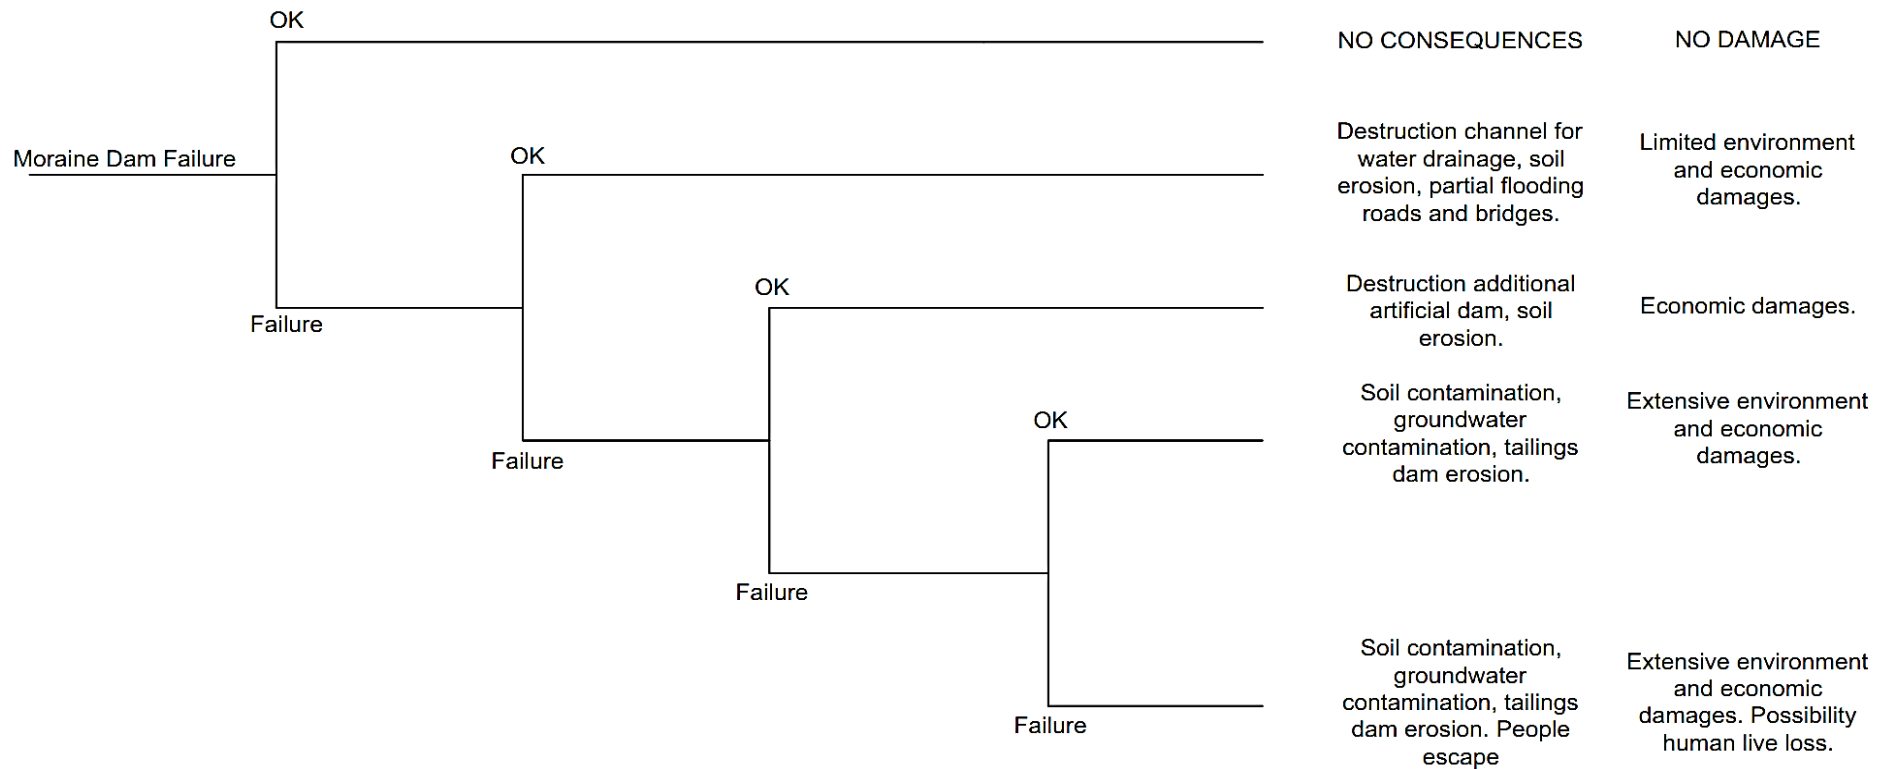 OK
NO CONSEQUENCES
NO DAMAGE
Moraine Dam Failure
OK
Destruction channel for
water drainage, soil
erosion, partial flooding
roads and bridges.
Limited environment
and economic
damages.
Failure
OK
Destruction additional
artificial dam, soil
erosion.
Economic damages.
Failure
OK
Soil contamination,
groundwater
contamination, tailings
dam erosion.
Extensive environment
and economic
damages.
Failure
Failure
Soil contamination,
groundwater
contamination, tailings
dam erosion. People
escape
Extensive environment
and economic
damages. Possibility
human live loss.